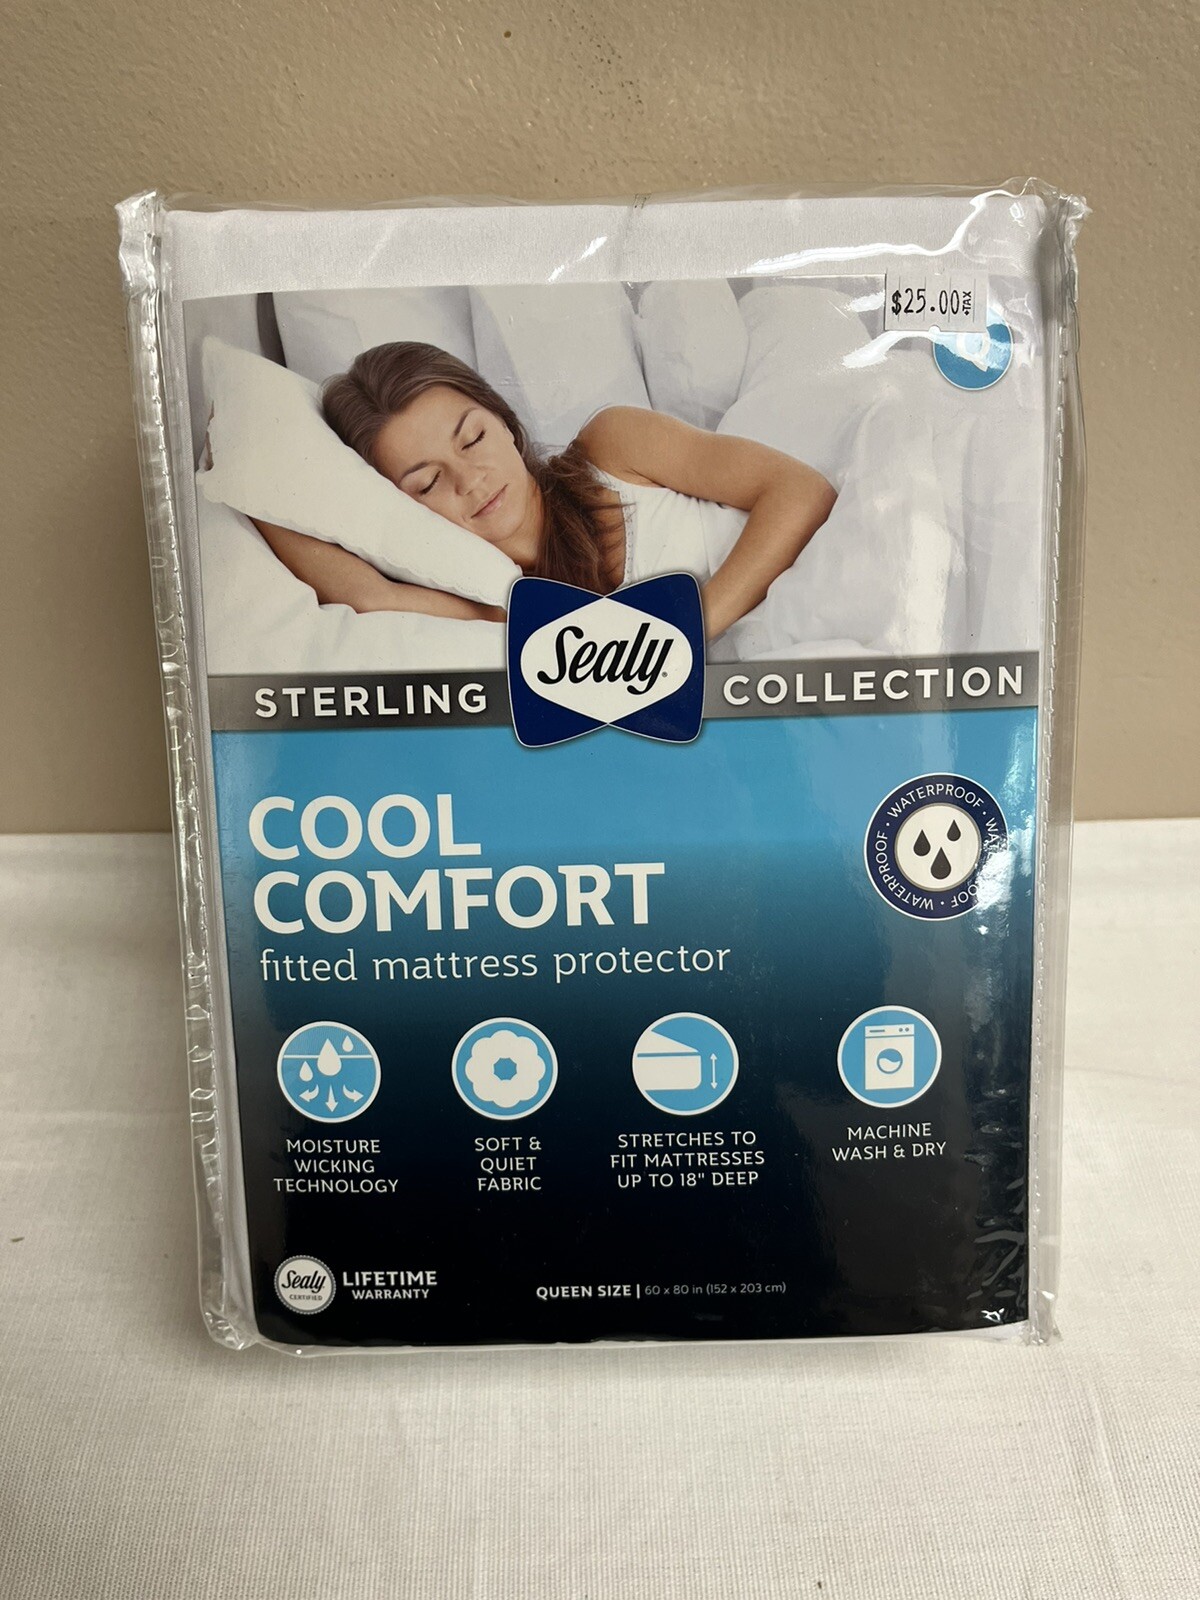 $25.00 +TAX
Q
Sealy
STERLING COLLECTION
COOL
COMFORT
fitted mattress protector
WATERPROOF · WATERPROOF · WATERPROOF ·
MOISTURE
WICKING
TECHNOLOGY
SOFT &
QUIET
FABRIC
STRETCHES TO
FIT MATTRESSES
UP TO 18" DEEP
MACHINE
WASH & DRY
Sealy
CERTIFIED
LIFETIME
WARRANTY
QUEEN SIZE | 60 x 80 in (152 x 203 cm)